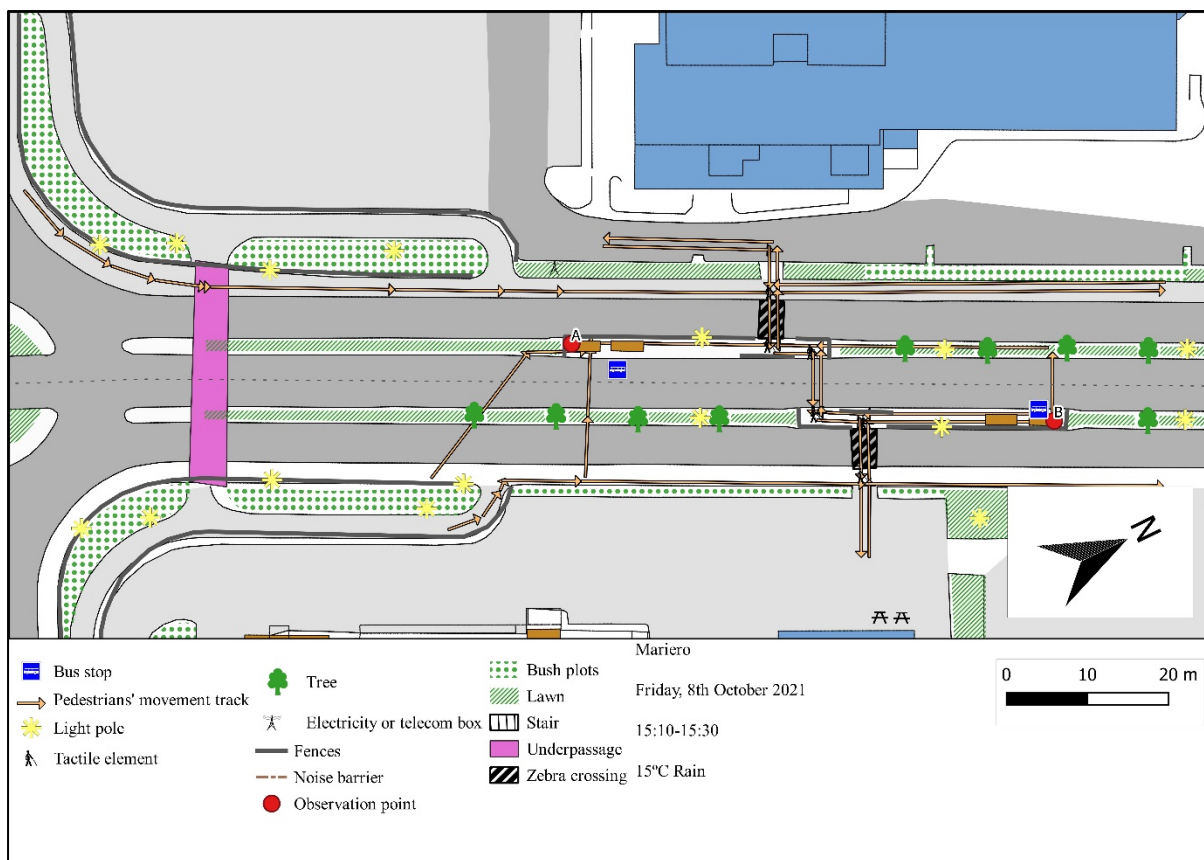 A
B
N
Bus stop
Pedestrians' movement track
Light pole
Tactile element
Tree
Electricity or telecom box
Fences
Noise barrier
Observation point
Bush plots
Lawn
Stair
Underpassage
Zebra crossing
Mariero
Friday, 8th October 2021
15:10-15:30
15ºC Rain
0 10 20 m